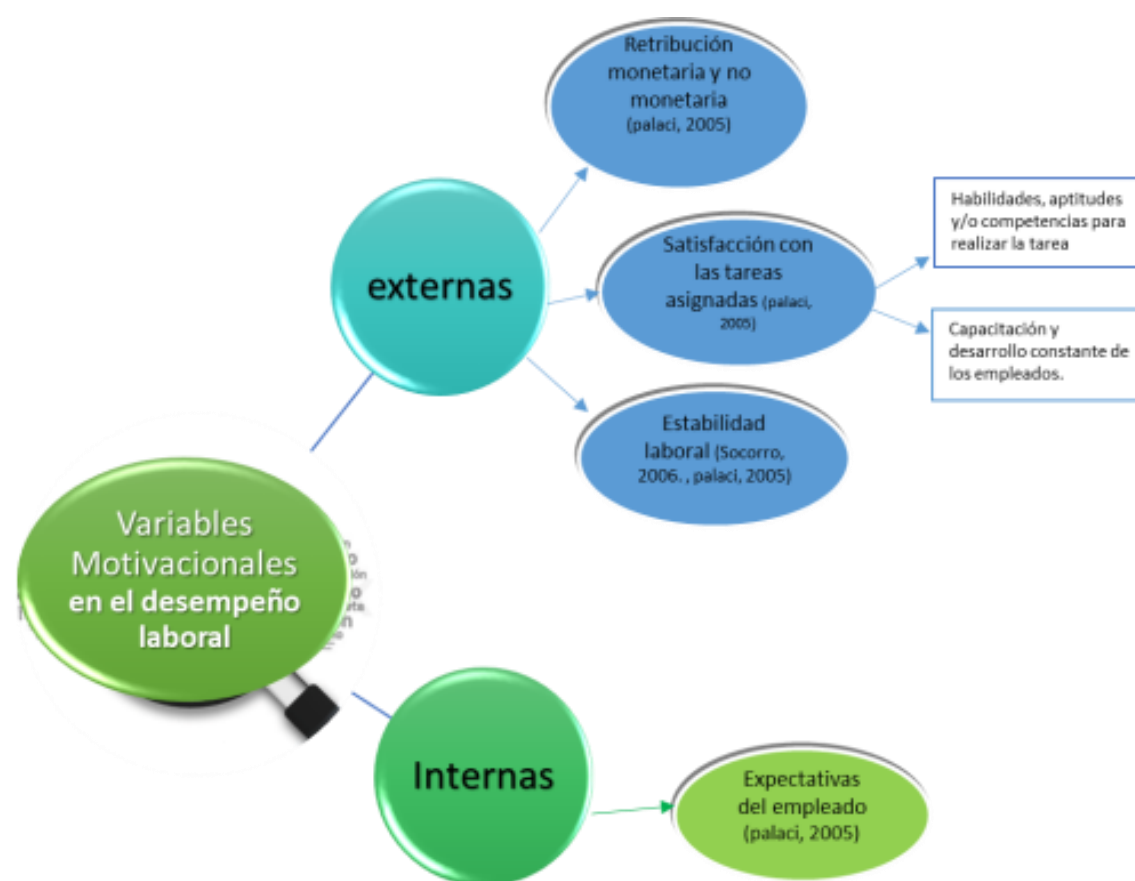 Retribución
monetaria y no
monetaria
(palaci, 2005)
externas
Satisfacción con
las tareas
asignadas (palaci,
2005)
Habilidades, aptitudes
y/o competencias para
realizar la tarea
Capacitación y
desarrollo constante de
los empleados.
Estabilidad
laboral (Socorro,
2006. , palaci, 2005)
Variables
Motivacionales
en el desempeño
laboral
Internas
Expectativas
del empleado
(palaci, 2005)